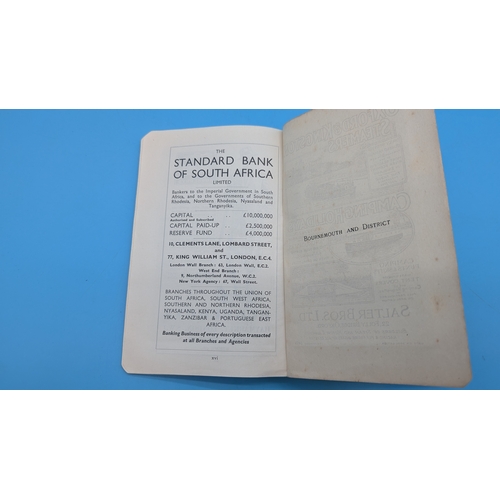 THE
STANDARD BANK
OF SOUTH AFRICA
LIMITED
Bankers to the Imperial Government in South
Africa, and to the Governments of Southern
Rhodesia, Northern Rhodesia, Nyasaland and
Tanganyika.
CAPITAL .. .. £10,000,000
Authorised and Subscribed
CAPITAL PAID-UP .. £2,500,000
RESERVE FUND .. £4,000,000
10, CLEMENTS LANE, LOMBARD STREET,
and
77, KING WILLIAM ST., LONDON, E.C.4.
London Wall Branch: 63, London Wall, E.C.2.
West End Branch:
9, Northumberland Avenue, W.C.2.
New York Agency: 67, Wall Street.
BRANCHES THROUGHOUT THE UNION OF
SOUTH AFRICA, SOUTH WEST AFRICA,
SOUTHERN AND NORTHERN RHODESIA,
NYASALAND, KENYA, UGANDA, TANGAN-
YIKA, ZANZIBAR & PORTUGUESE EAST
AFRICA.
Banking Business of every description transacted
at all Branches and Agencies
BOURNEMOUTH AND DISTRICT
SALTER BROS. LTD.